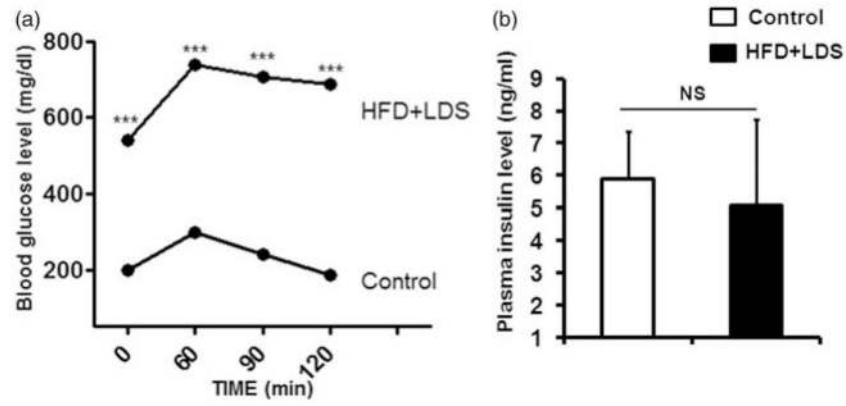 (a)
Blood glucose level (mg/dl)
800
600
400
200
***
***
***
***
HFD+LDS
Control
0
60
90
120
TIME (min)
(b)
Control
HFD+LDS
Plasma insulin level (ng/ml)
9
8
7
6
5
4
3
2
1
NS